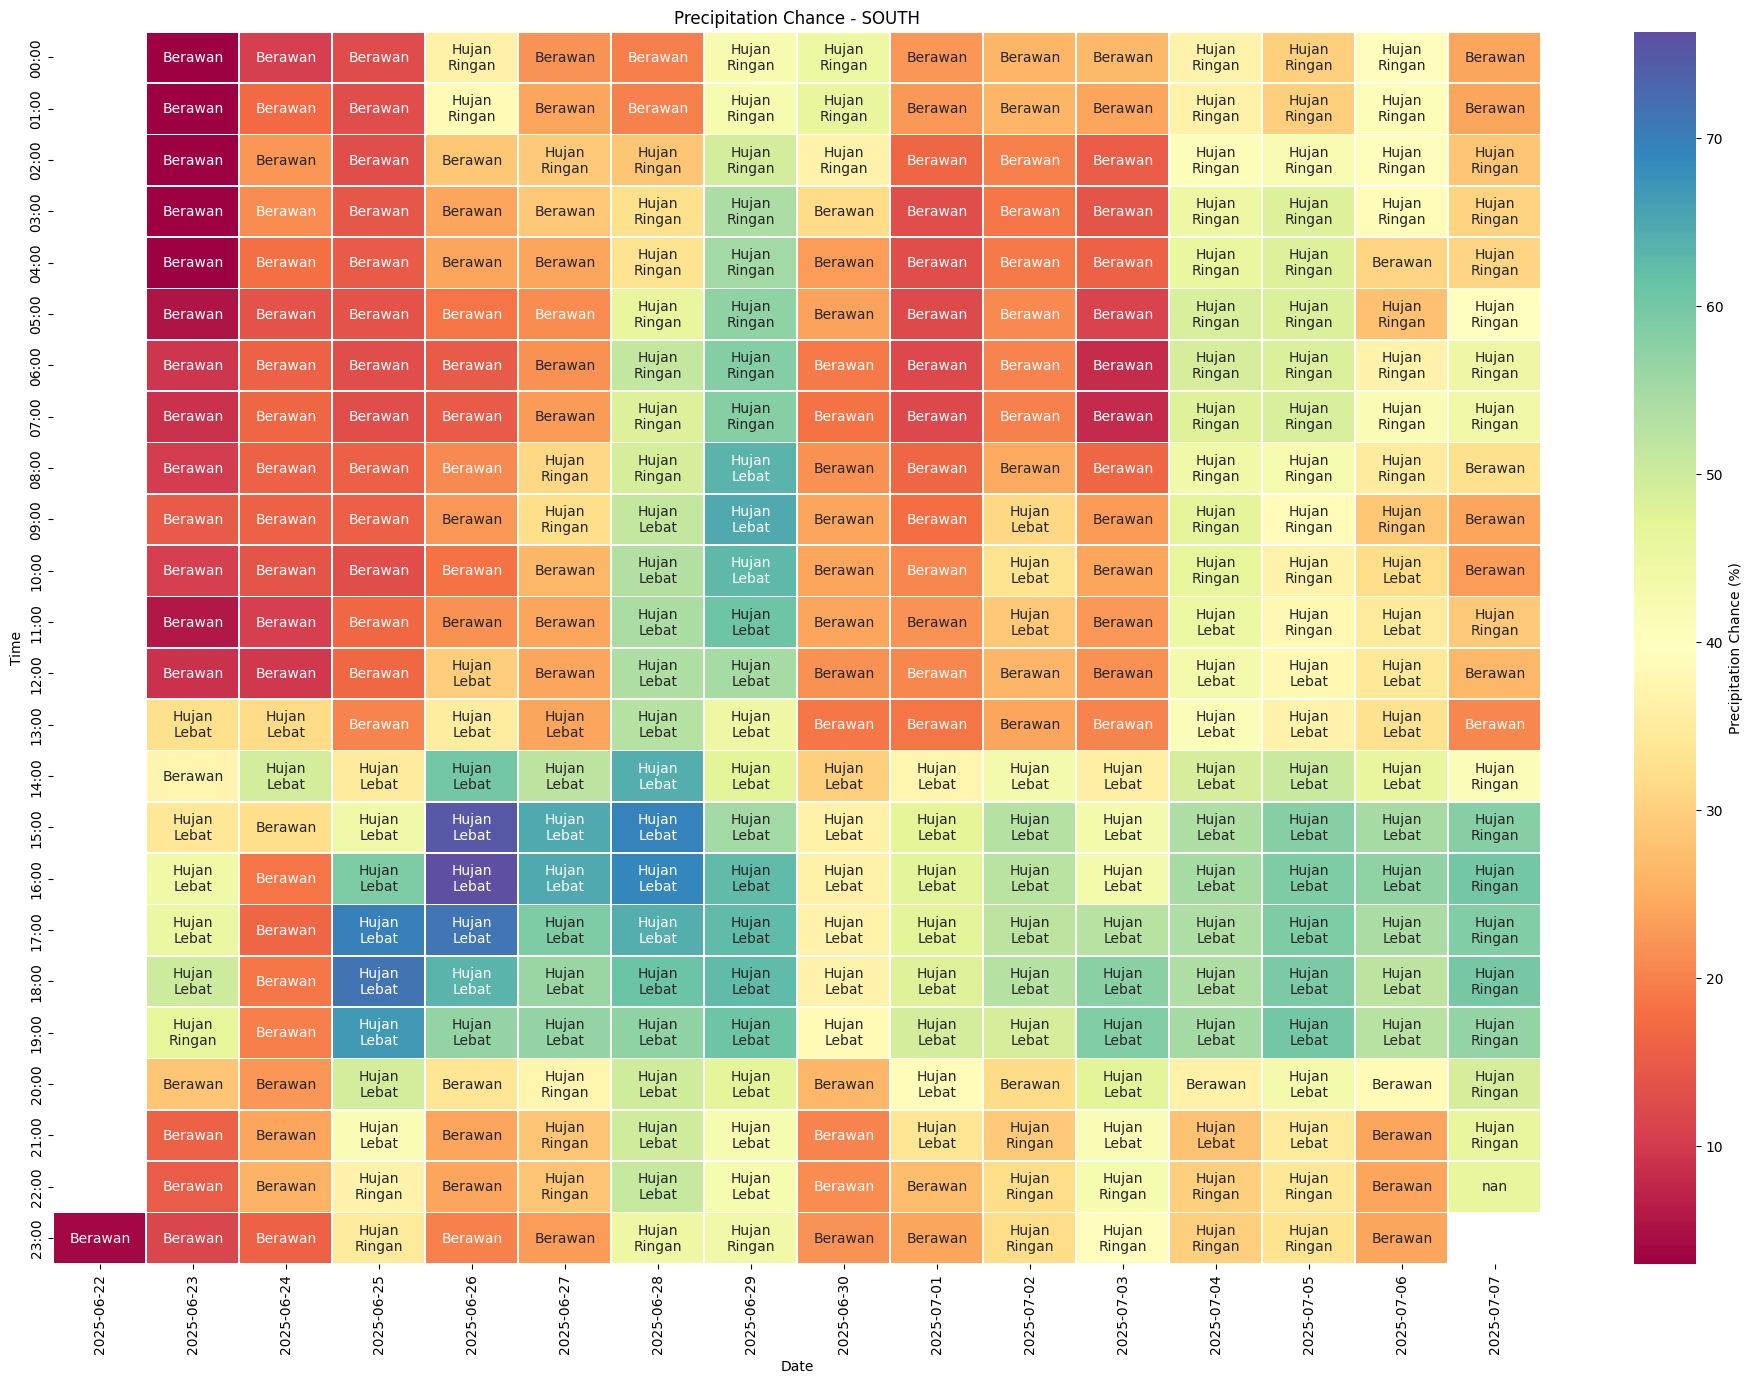 Precipitation Chance - SOUTH
00:00 Berawan Berawan Berawan Hujan Ringan Berawan Berawan Hujan Ringan Hujan Ringan Berawan Berawan Berawan Hujan Ringan Hujan Ringan Hujan Ringan Berawan
01:00 Berawan Berawan Berawan Hujan Ringan Berawan Berawan Hujan Ringan Hujan Ringan Berawan Berawan Berawan Hujan Ringan Hujan Ringan Hujan Ringan Berawan
02:00 Berawan Berawan Berawan Berawan Hujan Ringan Hujan Ringan Hujan Ringan Hujan Ringan Berawan Berawan Berawan Hujan Ringan Hujan Ringan Hujan Ringan Hujan Ringan
03:00 Berawan Berawan Berawan Berawan Berawan Hujan Ringan Hujan Ringan Berawan Berawan Berawan Berawan Hujan Ringan Hujan Ringan Hujan Ringan Hujan Ringan
04:00 Berawan Berawan Berawan Berawan Berawan Hujan Ringan Hujan Ringan Berawan Berawan Berawan Berawan Hujan Ringan Hujan Ringan Berawan Hujan Ringan
05:00 Berawan Berawan Berawan Berawan Berawan Hujan Ringan Hujan Ringan Berawan Berawan Berawan Berawan Hujan Ringan Hujan Ringan Hujan Ringan Hujan Ringan
06:00 Berawan Berawan Berawan Berawan Berawan Hujan Ringan Hujan Ringan Berawan Berawan Berawan Berawan Hujan Ringan Hujan Ringan Hujan Ringan Hujan Ringan
07:00 Berawan Berawan Berawan Berawan Berawan Hujan Ringan Hujan Ringan Berawan Berawan Berawan Berawan Hujan Ringan Hujan Ringan Hujan Ringan Hujan Ringan
08:00 Berawan Berawan Berawan Berawan Hujan Ringan Hujan Ringan Hujan Lebat Berawan Berawan Berawan Berawan Hujan Ringan Hujan Ringan Hujan Ringan Berawan
09:00 Berawan Berawan Berawan Berawan Hujan Ringan Hujan Lebat Hujan Lebat Berawan Berawan Hujan Lebat Berawan Hujan Ringan Hujan Ringan Hujan Ringan Berawan
10:00 Berawan Berawan Berawan Berawan Berawan Hujan Lebat Hujan Lebat Berawan Berawan Hujan Lebat Berawan Hujan Ringan Hujan Ringan Hujan Lebat Berawan
11:00 Berawan Berawan Berawan Berawan Berawan Hujan Lebat Hujan Lebat Berawan Berawan Hujan Lebat Berawan Hujan Lebat Hujan Ringan Hujan Lebat Hujan Ringan
12:00 Berawan Berawan Berawan Hujan Lebat Berawan Hujan Lebat Hujan Lebat Berawan Berawan Berawan Berawan Hujan Lebat Hujan Lebat Hujan Lebat Berawan
13:00 Hujan Lebat Hujan Lebat Berawan Hujan Lebat Hujan Lebat Hujan Lebat Hujan Lebat Berawan Berawan Berawan Berawan Hujan Lebat Hujan Lebat Hujan Lebat Berawan
14:00 Berawan Hujan Lebat Hujan Lebat Hujan Lebat Hujan Lebat Hujan Lebat Hujan Lebat Hujan Lebat Hujan Lebat Hujan Lebat Hujan Lebat Hujan Lebat Hujan Lebat Hujan Lebat Hujan Ringan
15:00 Hujan Lebat Berawan Hujan Lebat Hujan Lebat Hujan Lebat Hujan Lebat Hujan Lebat Hujan Lebat Hujan Lebat Hujan Lebat Hujan Lebat Hujan Lebat Hujan Lebat Hujan Lebat Hujan Ringan
16:00 Hujan Lebat Berawan Hujan Lebat Hujan Lebat Hujan Lebat Hujan Lebat Hujan Lebat Hujan Lebat Hujan Lebat Hujan Lebat Hujan Lebat Hujan Lebat Hujan Lebat Hujan Lebat Hujan Ringan
17:00 Hujan Lebat Berawan Hujan Lebat Hujan Lebat Hujan Lebat Hujan Lebat Hujan Lebat Hujan Lebat Hujan Lebat Hujan Lebat Hujan Lebat Hujan Lebat Hujan Lebat Hujan Lebat Hujan Ringan
18:00 Hujan Lebat Berawan Hujan Lebat Hujan Lebat Hujan Lebat Hujan Lebat Hujan Lebat Hujan Lebat Hujan Lebat Hujan Lebat Hujan Lebat Hujan Lebat Hujan Lebat Hujan Lebat Hujan Ringan
19:00 Hujan Ringan Berawan Hujan Lebat Hujan Lebat Hujan Lebat Hujan Lebat Hujan Lebat Hujan Lebat Hujan Lebat Hujan Lebat Hujan Lebat Hujan Lebat Hujan Lebat Hujan Lebat Hujan Ringan
20:00 Berawan Berawan Hujan Lebat Berawan Hujan Ringan Hujan Lebat Hujan Lebat Berawan Hujan Lebat Berawan Hujan Lebat Berawan Hujan Lebat Berawan Hujan Ringan
21:00 Berawan Berawan Hujan Lebat Berawan Hujan Ringan Hujan Lebat Hujan Lebat Berawan Hujan Lebat Hujan Ringan Hujan Lebat Hujan Lebat Hujan Lebat Berawan Hujan Ringan
22:00 Berawan Berawan Hujan Ringan Berawan Hujan Ringan Hujan Lebat Hujan Lebat Berawan Berawan Hujan Ringan Hujan Ringan Hujan Ringan Hujan Ringan Berawan nan
23:00 Berawan Berawan Berawan Hujan Ringan Berawan Berawan Hujan Ringan Hujan Ringan Berawan Berawan Hujan Ringan Hujan Ringan Hujan Ringan Hujan Ringan Berawan
Time
2025-06-22 2025-06-23 2025-06-24 2025-06-25 2025-06-26 2025-06-27 2025-06-28 2025-06-29 2025-06-30 2025-07-01 2025-07-02 2025-07-03 2025-07-04 2025-07-05 2025-07-06 2025-07-07
Date
70
60
50
40
30
20
10
Precipitation Chance (%)